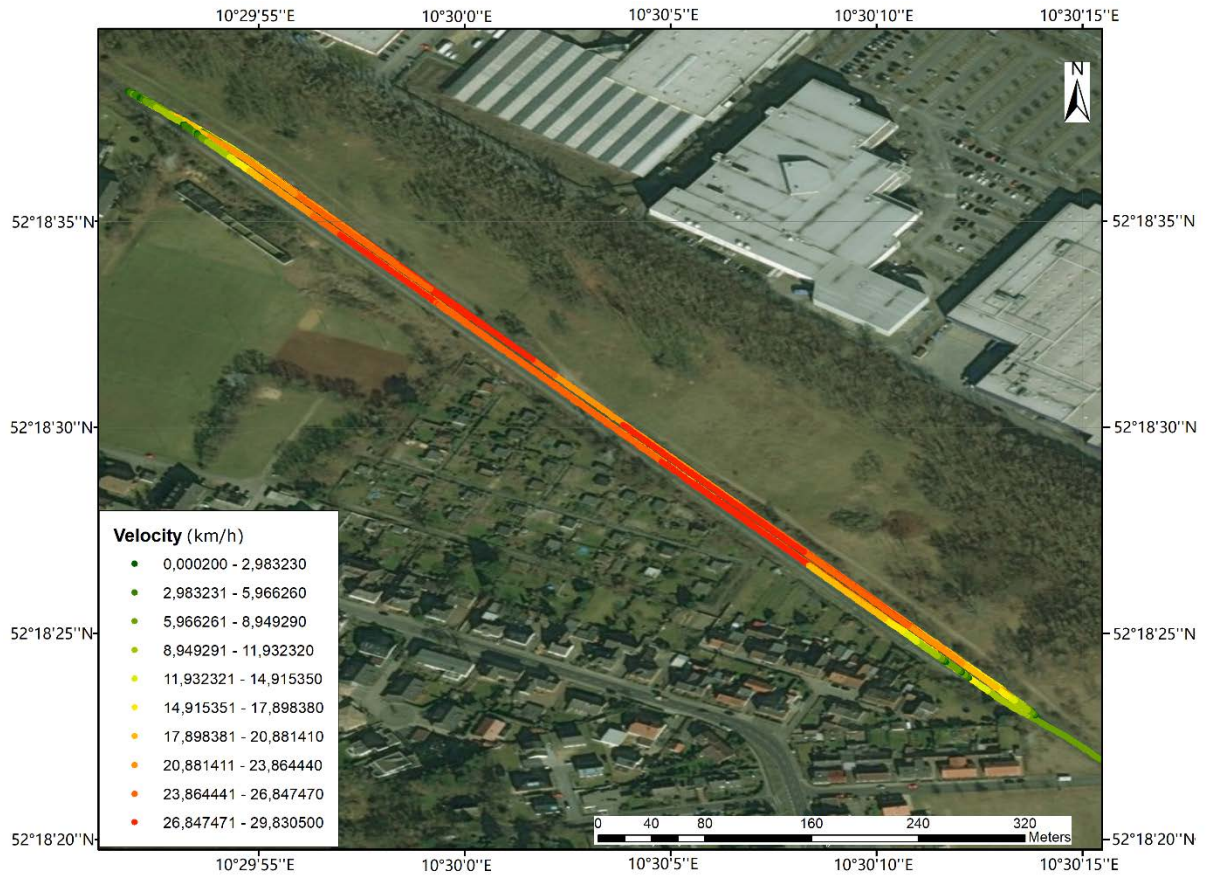 10°29'55''E 10°30'0''E 10°30'5''E 10°30'10''E 10°30'15''E
N
52°18'35''N 52°18'35''N
52°18'30''N 52°18'30''N
52°18'25''N 52°18'25''N
Velocity (km/h)
0,000200 - 2,983230
2,983231 - 5,966260
5,966261 - 8,949290
8,949291 - 11,932320
11,932321 - 14,915350
14,915351 - 17,898380
17,898381 - 20,881410
20,881411 - 23,864440
23,864441 - 26,847470
26,847471 - 29,830500
0 40 80 160 240 320
Meters
52°18'20''N 52°18'20''N
10°29'55''E 10°30'0''E 10°30'5''E 10°30'10''E 10°30'15''E